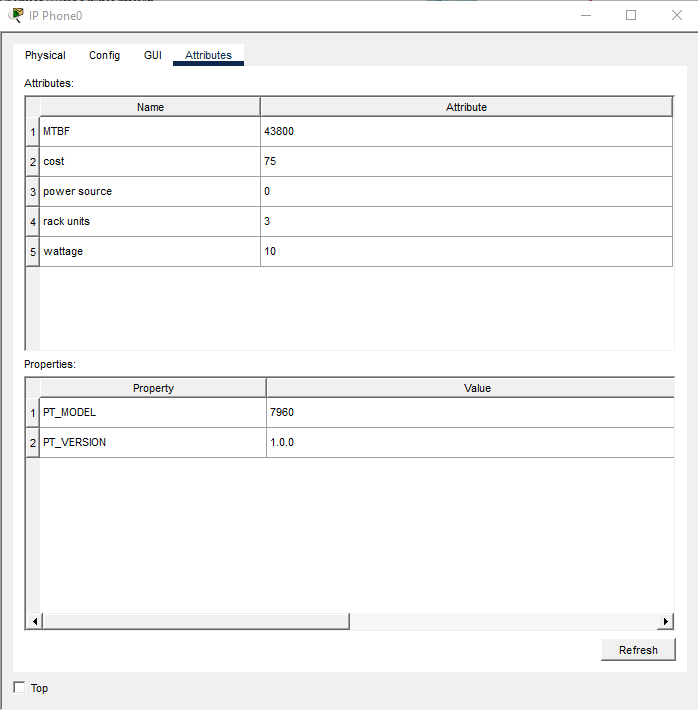 IP Phone0
Physical Config GUI Attributes
Attributes:
Name Attribute
1 MTBF 43800
2 cost 75
3 power source 0
4 rack units 3
5 wattage 10
Properties:
Property Value
1 PT_MODEL 7960
2 PT_VERSION 1.0.0
Refresh
Top